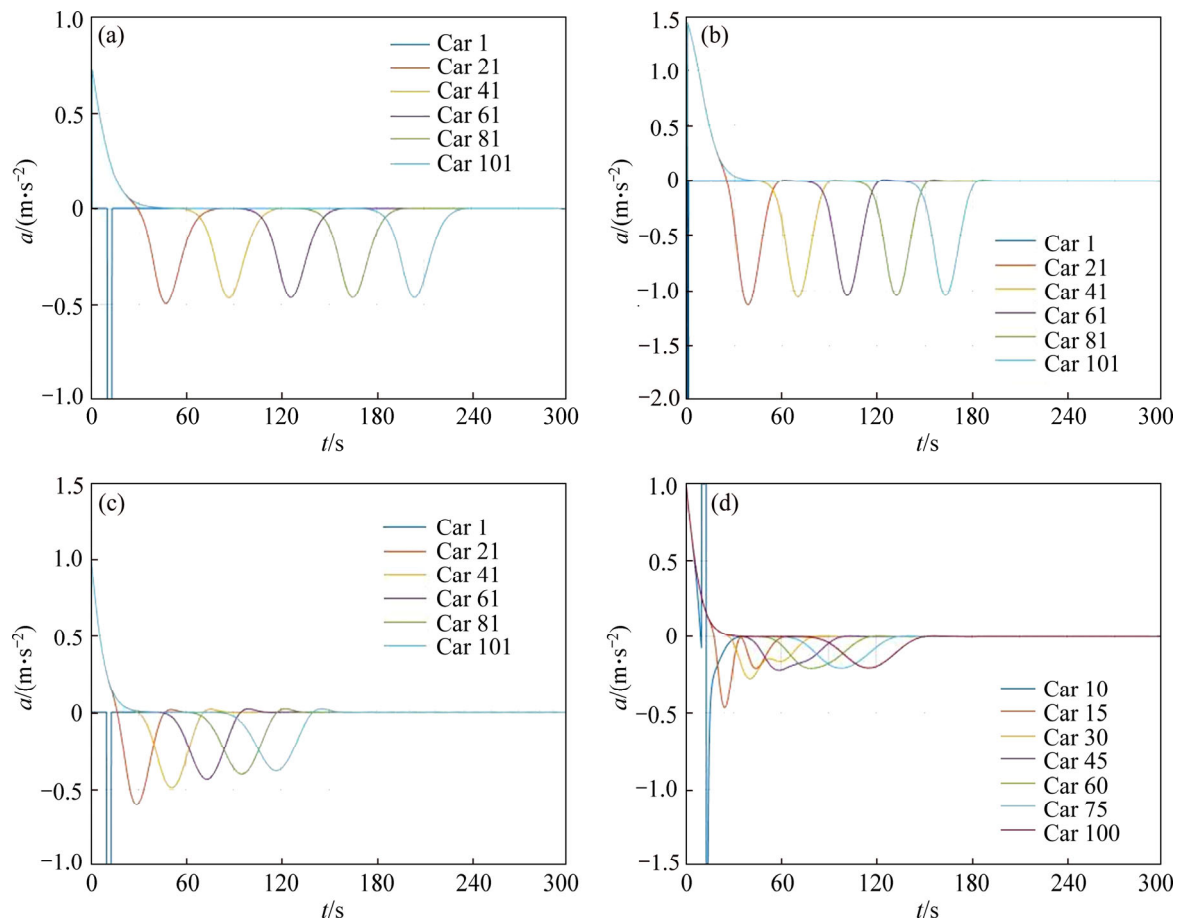 (a)
Car 1
Car 21
Car 41
Car 61
Car 81
Car 101
1.0
0.5
0
−0.5
−1.0
a/(m·s⁻²)
0 60 120 180 240 300
t/s
(b)
Car 1
Car 21
Car 41
Car 61
Car 81
Car 101
1.5
1.0
0.5
0
−0.5
−1.0
−1.5
−2.0
a/(m·s⁻²)
0 60 120 180 240 300
t/s
(c)
Car 1
Car 21
Car 41
Car 61
Car 81
Car 101
1.5
1.0
0.5
0
−0.5
−1.0
a/(m·s⁻²)
0 60 120 180 240 300
t/s
(d)
Car 10
Car 15
Car 30
Car 45
Car 60
Car 75
Car 100
1.0
0.5
0
−0.5
−1.0
−1.5
a/(m·s⁻²)
0 60 120 180 240 300
t/s